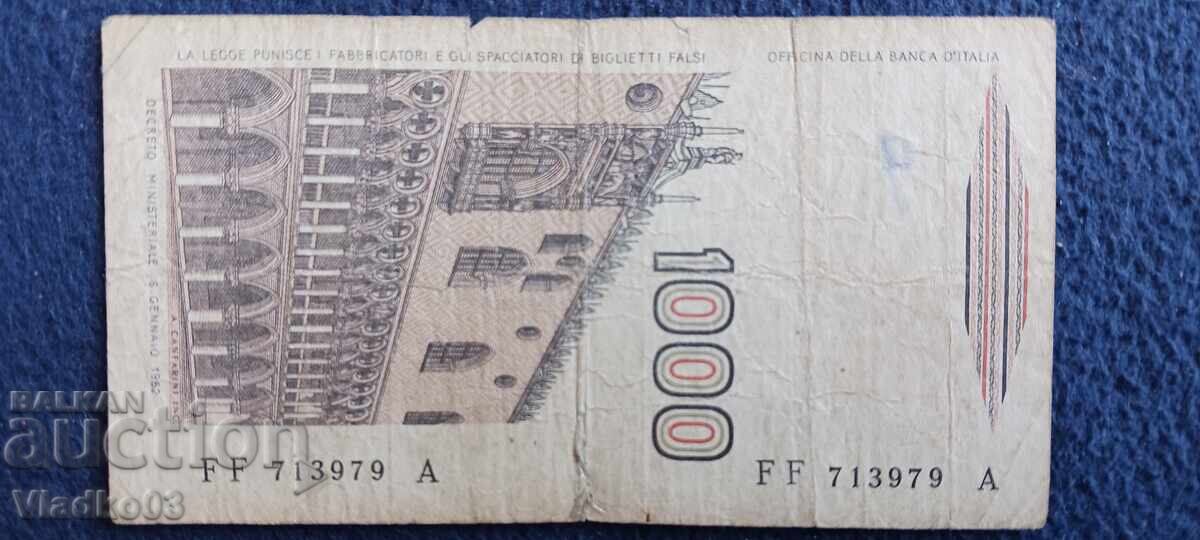 LA LEGGE PUNISCE I FABBRICATORI E GLI SPACCIATORI DI BIGLIETTI FALSI
OFFICINA DELLA BANCA D'ITALIA
DECRETO MINISTERIALE 6 GENNAIO 1982
1000
FF 713979 A
FF 713979 A
BALKAN
auction
Vladko03